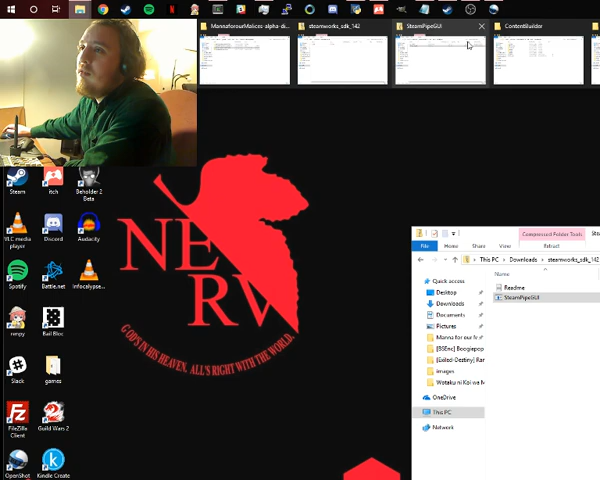 MannaforourMalices-alpha-di...
steamworks_sdk_142
SteamPipeGUI
ContentBuilder
Steam
itch
Beholder 2
Beta
VLC media
player
Discord
Audacity
Spotify
Battle.net
Infocalypse...
renpy
Bail Bloc
Slack
games
FileZilla
Client
Guild Wars 2
OpenShot
Kindle Create
NERV
GOD'S IN HIS HEAVEN. ALL'S RIGHT WITH THE WORLD.
Compressed Folder Tools
File
Home
Share
View
Extract
This PC > Downloads > steamworks_sdk_142
Name
Quick access
Desktop
Downloads
Documents
Pictures
Manna for our
images
OneDrive
This PC
Network
Readme
SteamPipeGUI